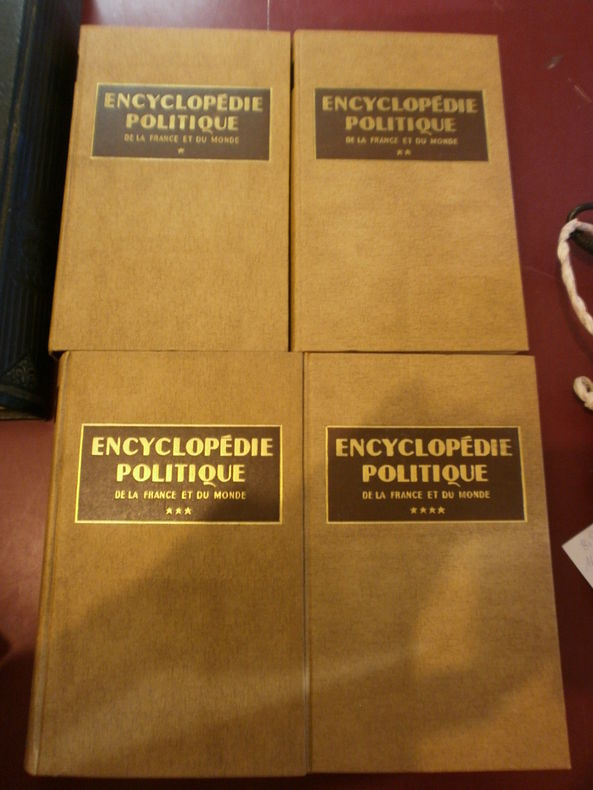 ENCYCLOPÉDIE
POLITIQUE
DE LA FRANCE ET DU MONDE
*
ENCYCLOPÉDIE
POLITIQUE
DE LA FRANCE ET DU MONDE
**
ENCYCLOPÉDIE
POLITIQUE
DE LA FRANCE ET DU MONDE
***
ENCYCLOPÉDIE
POLITIQUE
DE LA FRANCE ET DU MONDE
****